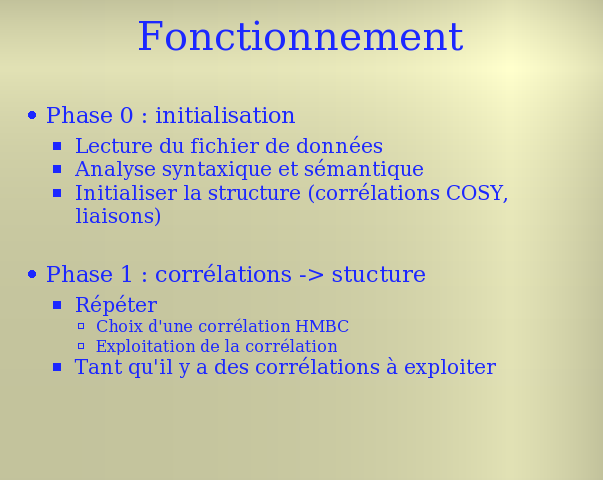 Fonctionnement
Phase 0 : initialisation
Lecture du fichier de données
Analyse syntaxique et sémantique
Initialiser la structure (corrélations COSY,
liaisons)
Phase 1 : corrélations -> stucture
Répéter
Choix d'une corrélation HMBC
Exploitation de la corrélation
Tant qu'il y a des corrélations à exploiter